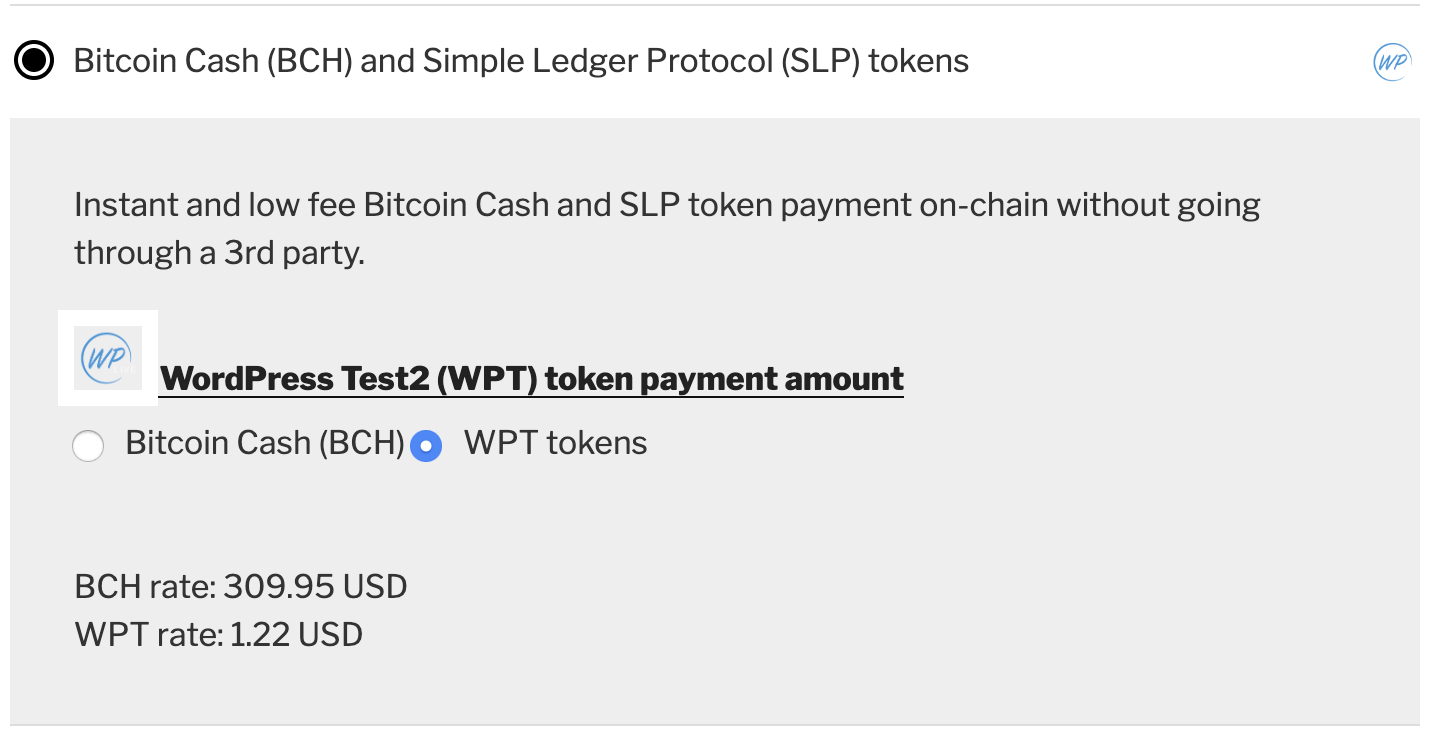 Bitcoin Cash (BCH) and Simple Ledger Protocol (SLP) tokens
WP
Instant and low fee Bitcoin Cash and SLP token payment on-chain without going
through a 3rd party.
WP
WordPress Test2 (WPT) token payment amount
Bitcoin Cash (BCH) WPT tokens
BCH rate: 309.95 USD
WPT rate: 1.22 USD